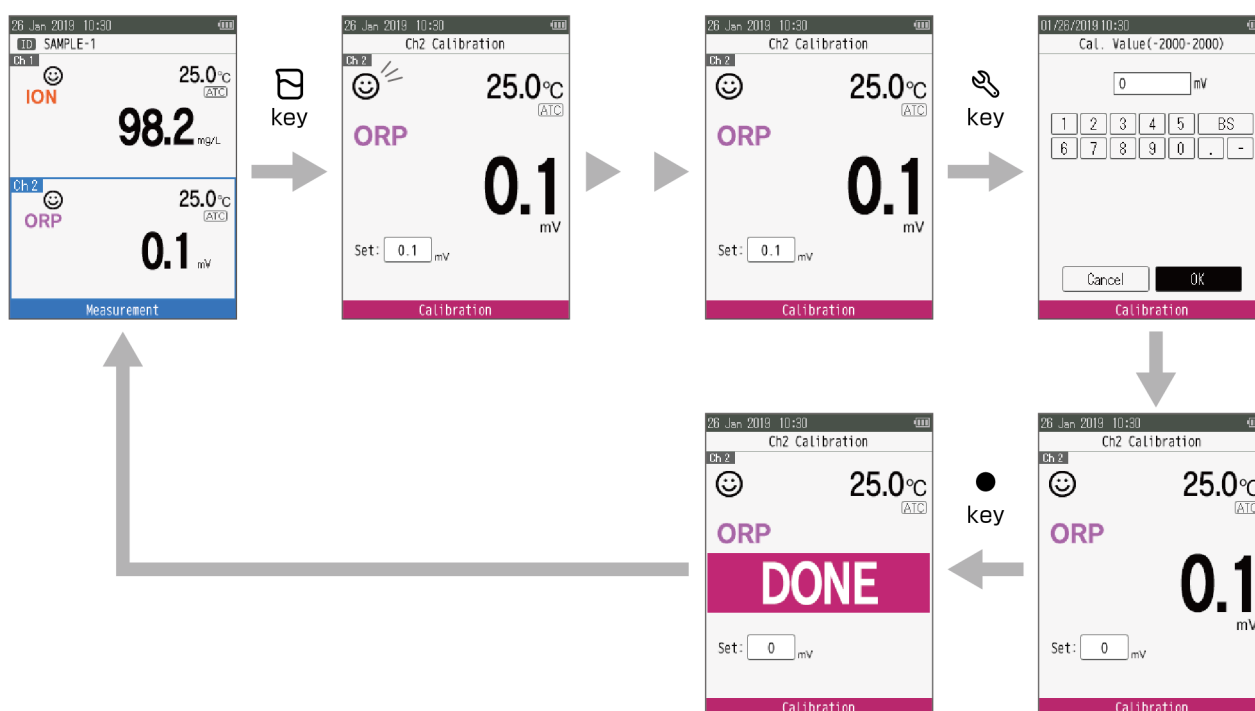 26 Jan 2019 10:30
ID SAMPLE-1
Ch 1
25.0°C
ATC
ION
98.2 mg/L
Ch 2
25.0°C
ATC
ORP
0.1 mV
Measurement
key
26 Jan 2019 10:30
Ch2 Calibration
Ch 2
25.0°C
ATC
ORP
0.1
mV
Set: 0.1 mV
Calibration
26 Jan 2019 10:30
Ch2 Calibration
Ch 2
25.0°C
ATC
ORP
0.1
mV
Set: 0.1 mV
Calibration
key
01/26/2019 10:30
Cal. Value(-2000-2000)
0 mV
1 2 3 4 5 BS
6 7 8 9 0 . -
Cancel OK
Calibration
26 Jan 2019 10:30
Ch2 Calibration
Ch 2
25.0°C
ATC
ORP
0.1
mV
Set: 0 mV
Calibration
key
26 Jan 2019 10:30
Ch2 Calibration
Ch 2
25.0°C
ATC
ORP
DONE
Set: 0 mV
Calibration